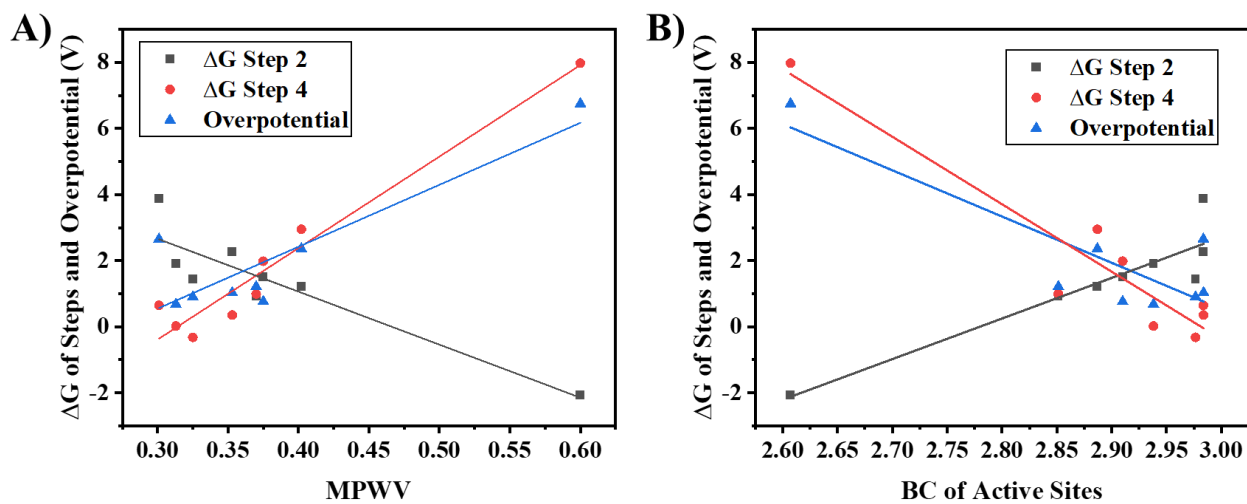 A)
ΔG of Steps and Overpotential (V)
8
6
4
2
0
-2
ΔG Step 2
ΔG Step 4
Overpotential
0.30 0.35 0.40 0.45 0.50 0.55 0.60
MPWV
B)
ΔG of Steps and Overpotential (V)
8
6
4
2
0
-2
ΔG Step 2
ΔG Step 4
Overpotential
2.60 2.65 2.70 2.75 2.80 2.85 2.90 2.95 3.00
BC of Active Sites